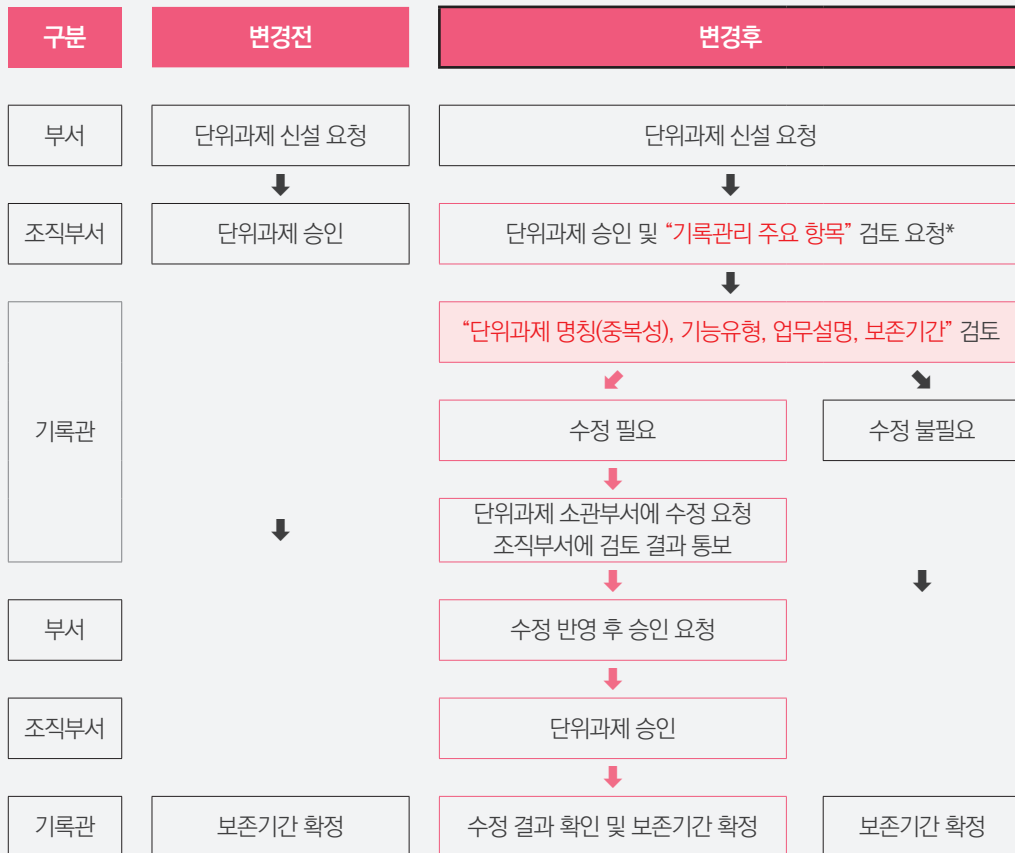 구분 변경전 변경후
부서 단위과제 신설 요청 단위과제 신설 요청
조직부서 단위과제 승인 단위과제 승인 및 “기록관리 주요 항목” 검토 요청*
“단위과제 명칭(중복성), 기능유형, 업무설명, 보존기간” 검토
기록관 수정 필요 수정 불필요
단위과제 소관부서에 수정 요청
조직부서에 검토 결과 통보
부서 수정 반영 후 승인 요청
조직부서 단위과제 승인
기록관 보존기간 확정 수정 결과 확인 및 보존기간 확정 보존기간 확정